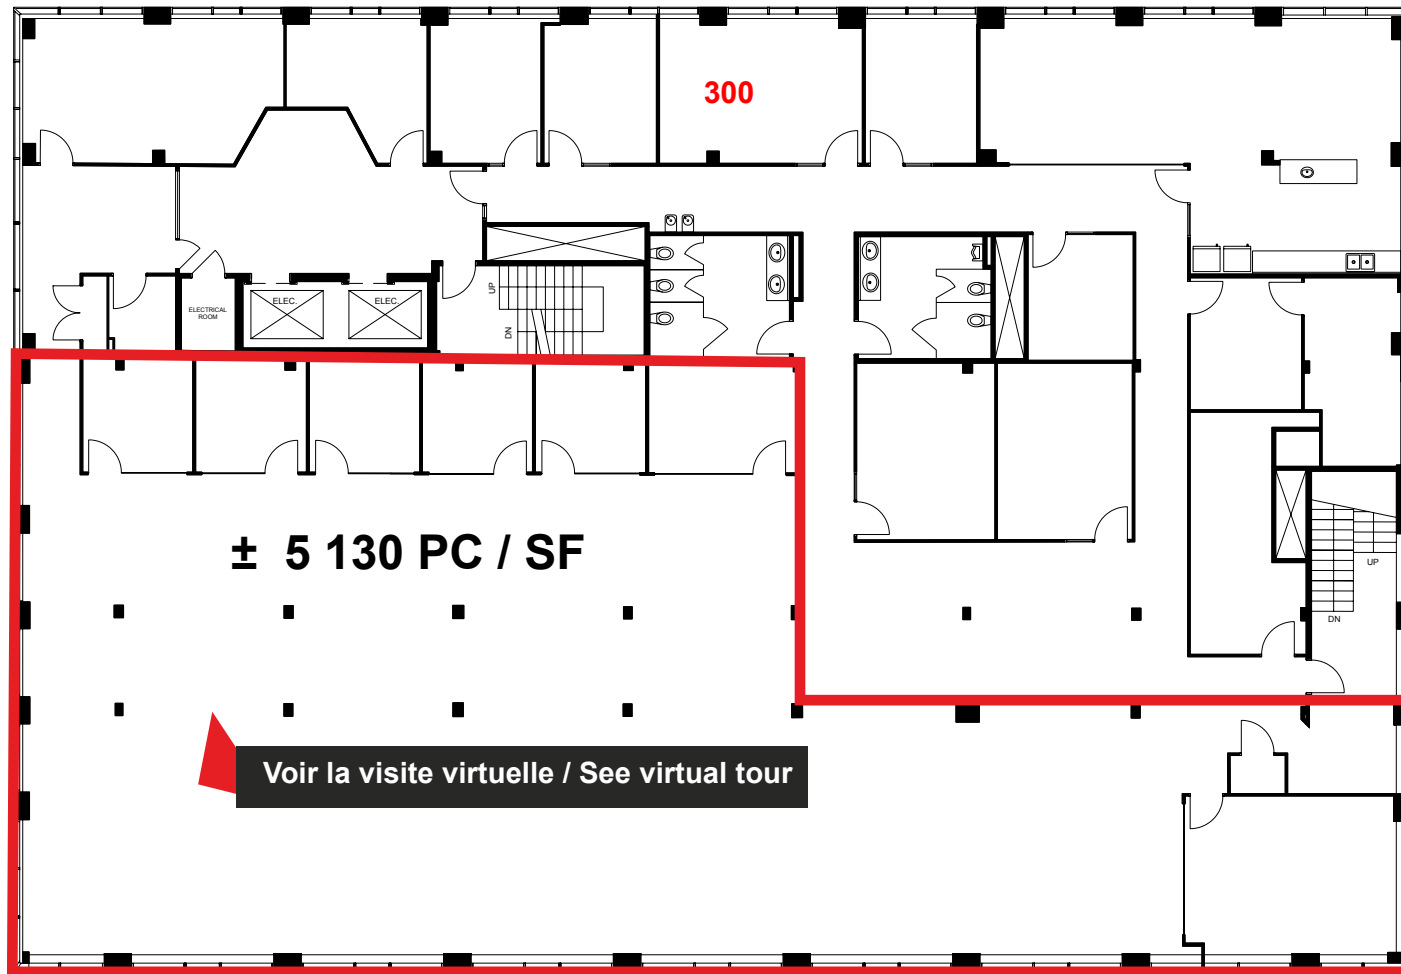 300
ELEC.
ELEC.
UP
DN
ELECTRICAL
ROOM
± 5 130 PC / SF
UP
DN
Voir la visite virtuelle / See virtual tour